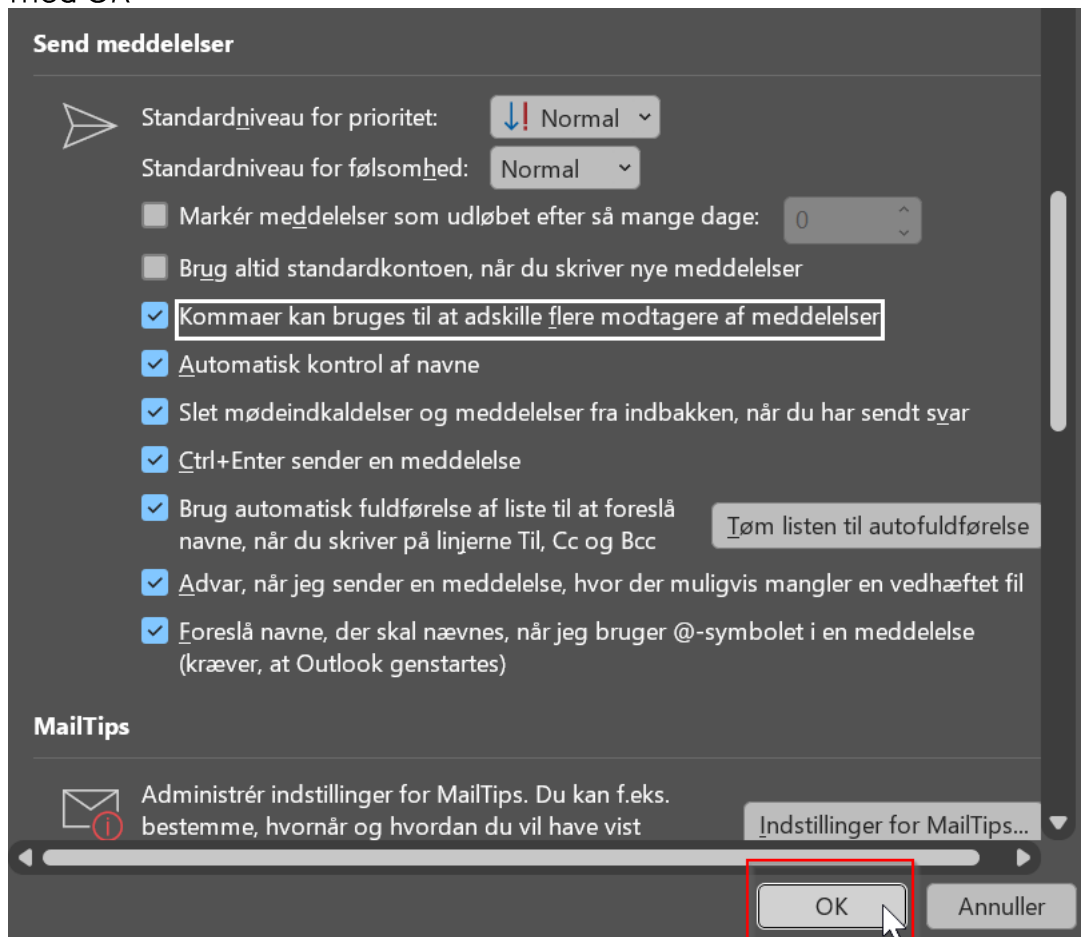 med OK
Send meddelelser
Standardniveau for prioritet: Normal
Standardniveau for følsomhed: Normal
Markér meddelelser som udløbet efter så mange dage: 0
Brug altid standardkontoen, når du skriver nye meddelelser
Kommaer kan bruges til at adskille flere modtagere af meddelelser
Automatisk kontrol af navne
Slet mødeindkaldelser og meddelelser fra indbakken, når du har sendt svar
Ctrl+Enter sender en meddelelse
Brug automatisk fuldførelse af liste til at foreslå
navne, når du skriver på linjerne Til, Cc og Bcc
Tøm listen til autofuldførelse
Advar, når jeg sender en meddelelse, hvor der muligvis mangler en vedhæftet fil
Foreslå navne, der skal nævnes, når jeg bruger @-symbolet i en meddelelse
(kræver, at Outlook genstartes)
MailTips
Administrér indstillinger for MailTips. Du kan f.eks.
bestemme, hvornår og hvordan du vil have vist
Indstillinger for MailTips...
OK Annuller